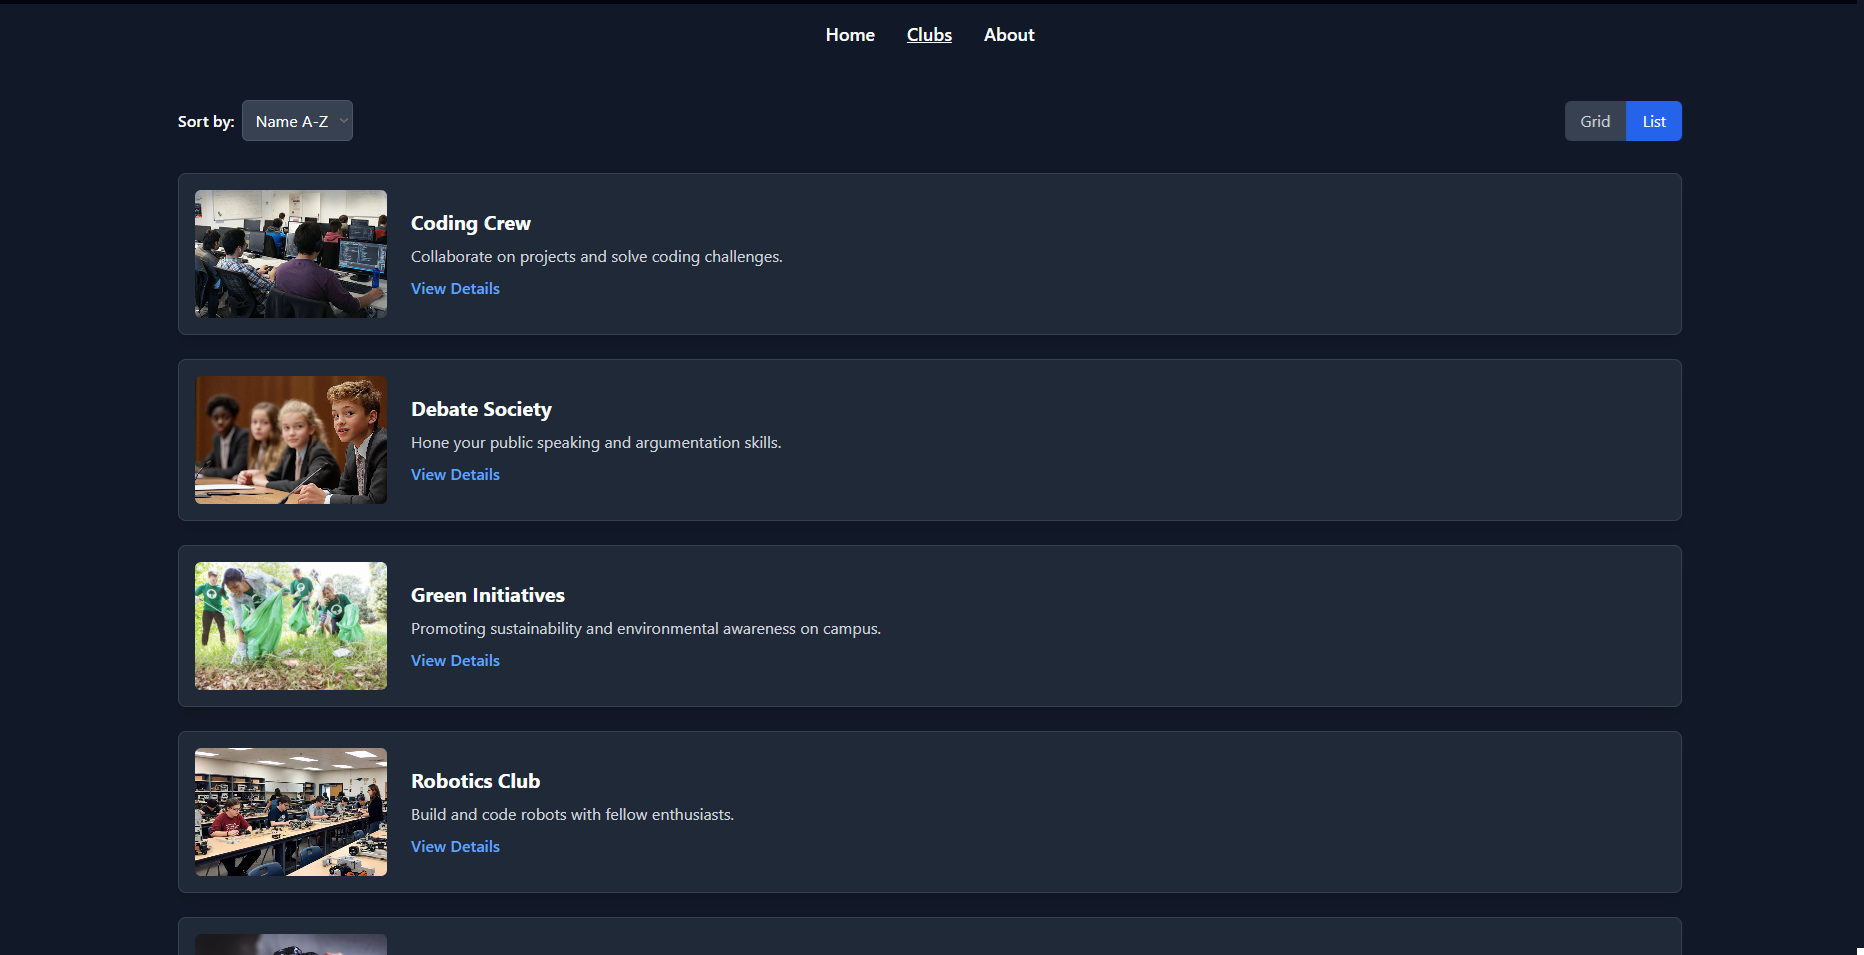 Home Clubs About
Sort by: Name A-Z Grid List
Coding Crew
Collaborate on projects and solve coding challenges.
View Details
Debate Society
Hone your public speaking and argumentation skills.
View Details
Green Initiatives
Promoting sustainability and environmental awareness on campus.
View Details
Robotics Club
Build and code robots with fellow enthusiasts.
View Details